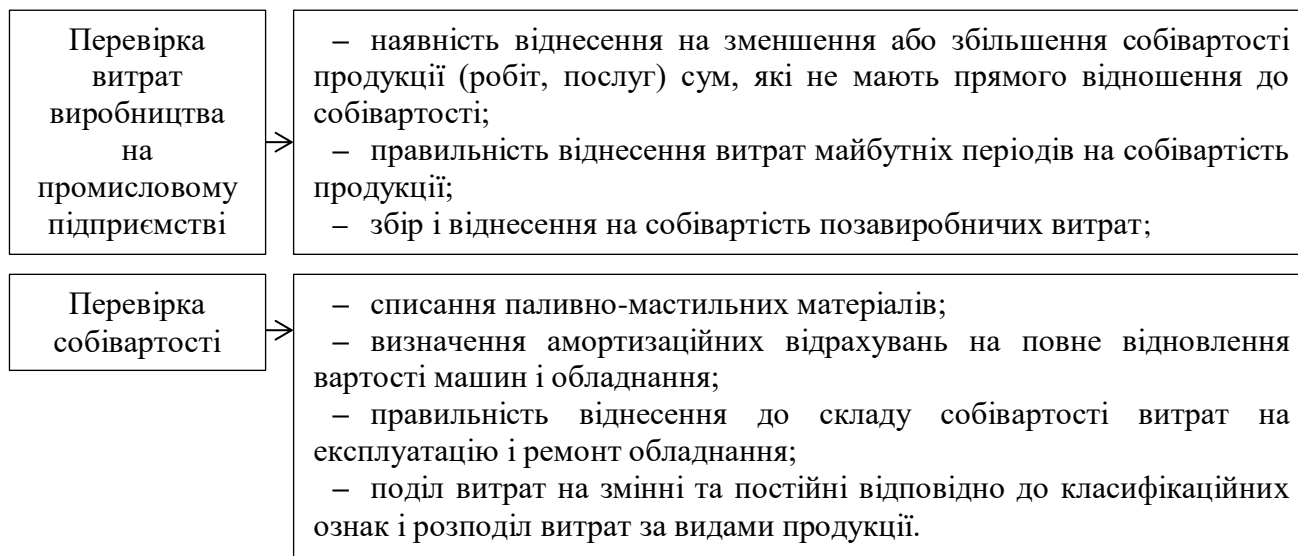 Перевірка
витрат
виробництва
на
промисловому
підприємстві
– наявність віднесення на зменшення або збільшення собівартості
продукції (робіт, послуг) сум, які не мають прямого відношення до
собівартості;
– правильність віднесення витрат майбутніх періодів на собівартість
продукції;
– збір і віднесення на собівартість позавиробничих витрат;
Перевірка
собівартості
– списання паливно-мастильних матеріалів;
– визначення амортизаційних відрахувань на повне відновлення
вартості машин і обладнання;
– правильність віднесення до складу собівартості витрат на
експлуатацію і ремонт обладнання;
– поділ витрат на змінні та постійні відповідно до класифікаційних
ознак і розподіл витрат за видами продукції.